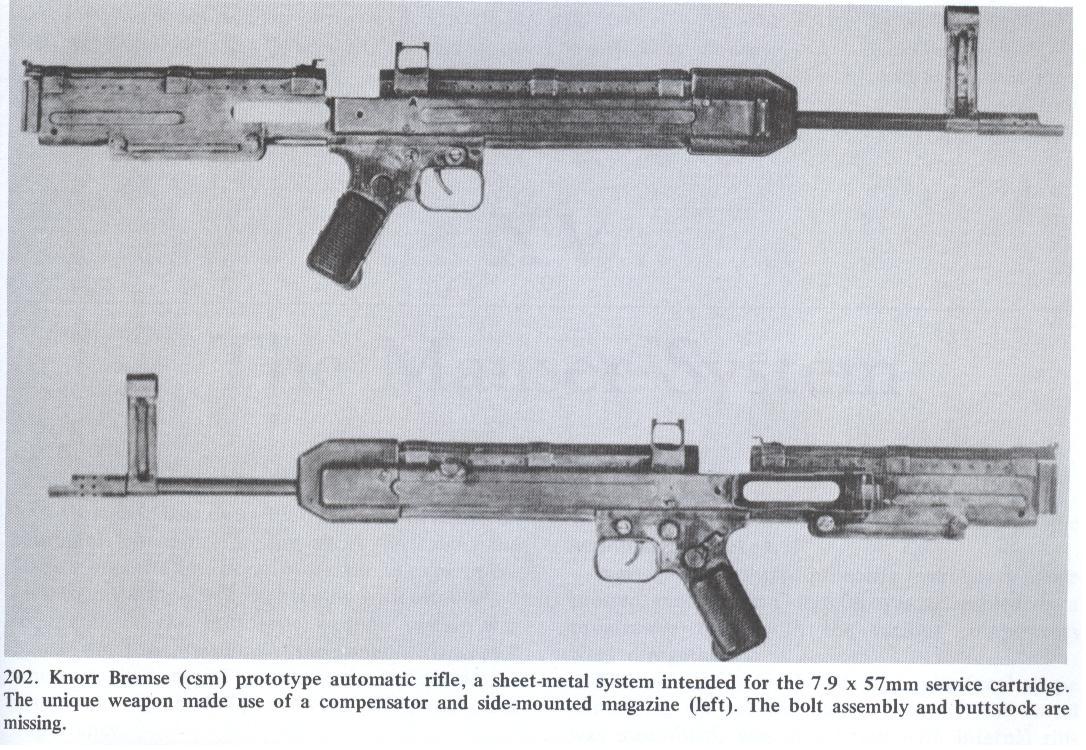 202. Knorr Bremse (csm) prototype automatic rifle, a sheet-metal system intended for the 7.9 x 57mm service cartridge.
The unique weapon made use of a compensator and side-mounted magazine (left). The bolt assembly and buttstock are
missing.